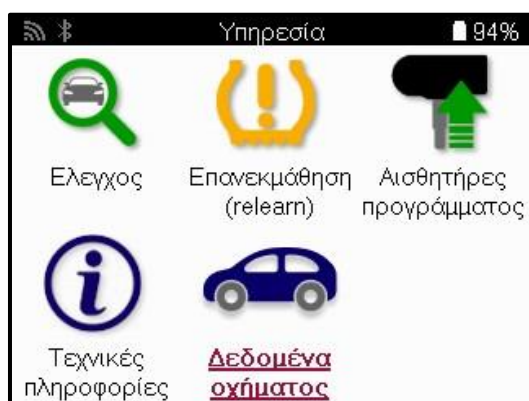 Υπηρεσία 94%
Ελεγχος
Επανεκμάθηση
(relearn)
Αισθητήρες
προγράμματος
Τεχνικές
πληροφορίες
Δεδομένα
οχήματος